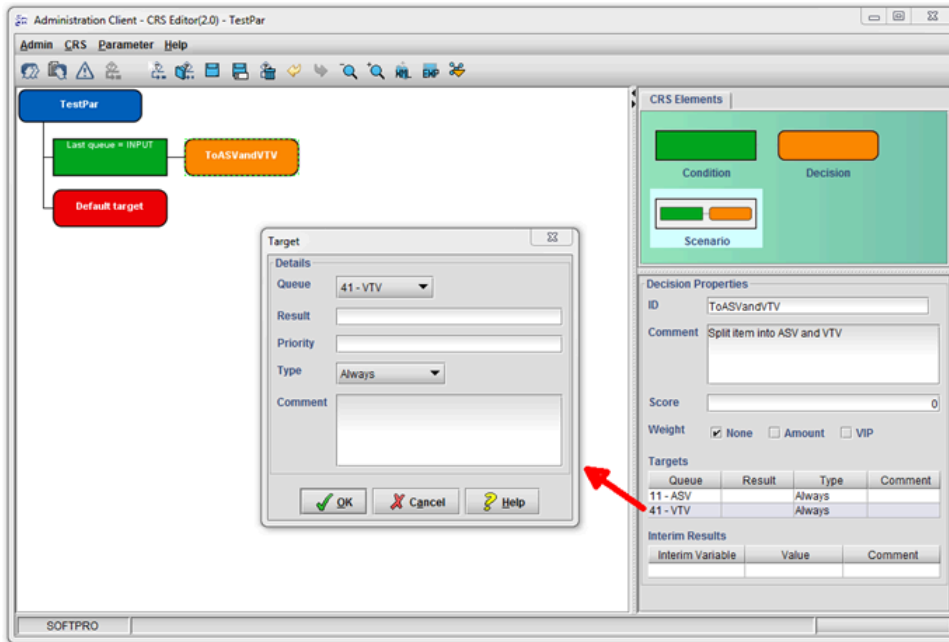 Administration Client - CRS Editor(2.0) - TestPar
Admin CRS Parameter Help
XML EMP
TestPar
Last queue = INPUT
ToASVandVTV
Default target
Target
Details
Queue 41 - VTV
Result
Priority
Type Always
Comment
OK Cancel Help
CRS Elements
Condition Decision
Scenario
Decision Properties
ID ToASVandVTV
Comment Split item into ASV and VTV
Score 0
Weight None Amount VIP
Targets
Queue Result Type Comment
11 - ASV Always
41 - VTV Always
Interim Results
Interim Variable Value Comment
SOFTPRO